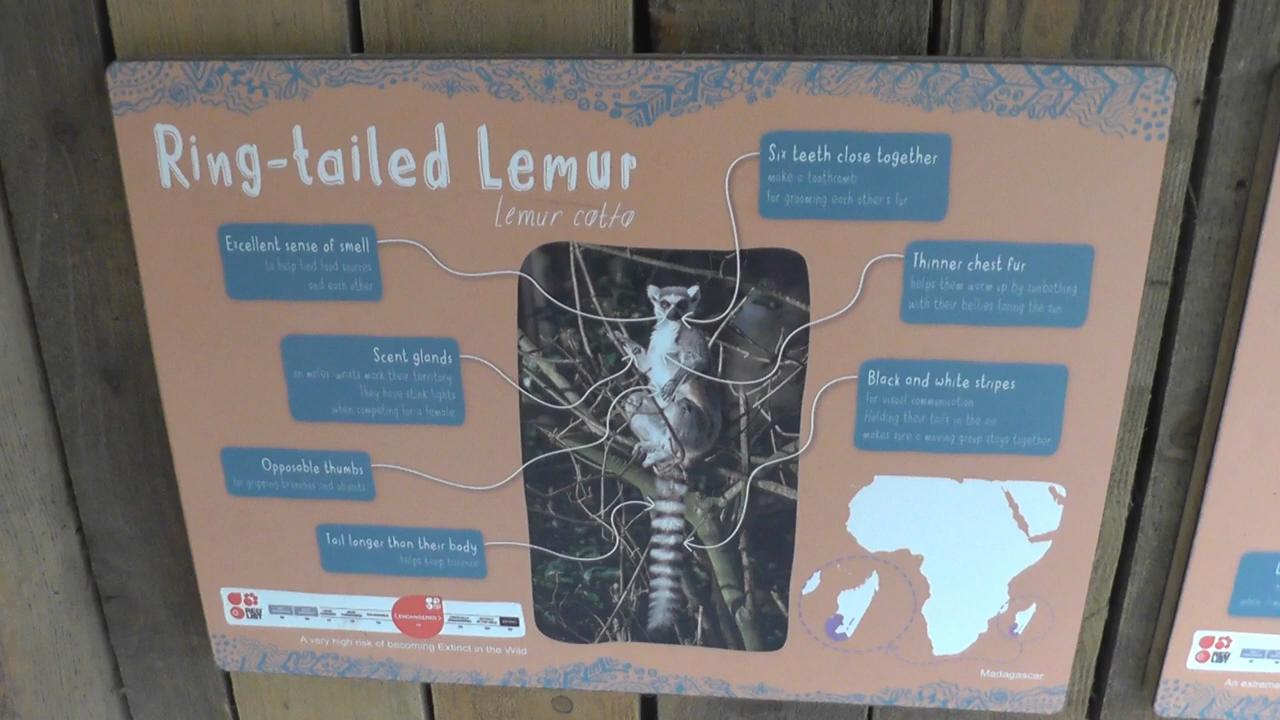 Ring-tailed Lemur
Lemur catta
Excellent sense of smell
to help find food sources
and each other
Scent glands
on males' wrists mark their territory
They have stink fights
when competing for a female
Opposable thumbs
for gripping branches and objects
Tail longer than their body
helps keep balance
Six teeth close together
make a toothcomb
for grooming each other's fur
Thinner chest fur
helps them warm up by sunbathing
with their bellies facing the sun
Black and white stripes
for visual communication
Holding their tails in the air
makes sure a moving group stays together
RED LIST
ENDANGERED
A very high risk of becoming Extinct in the Wild
Madagascar
An extreme